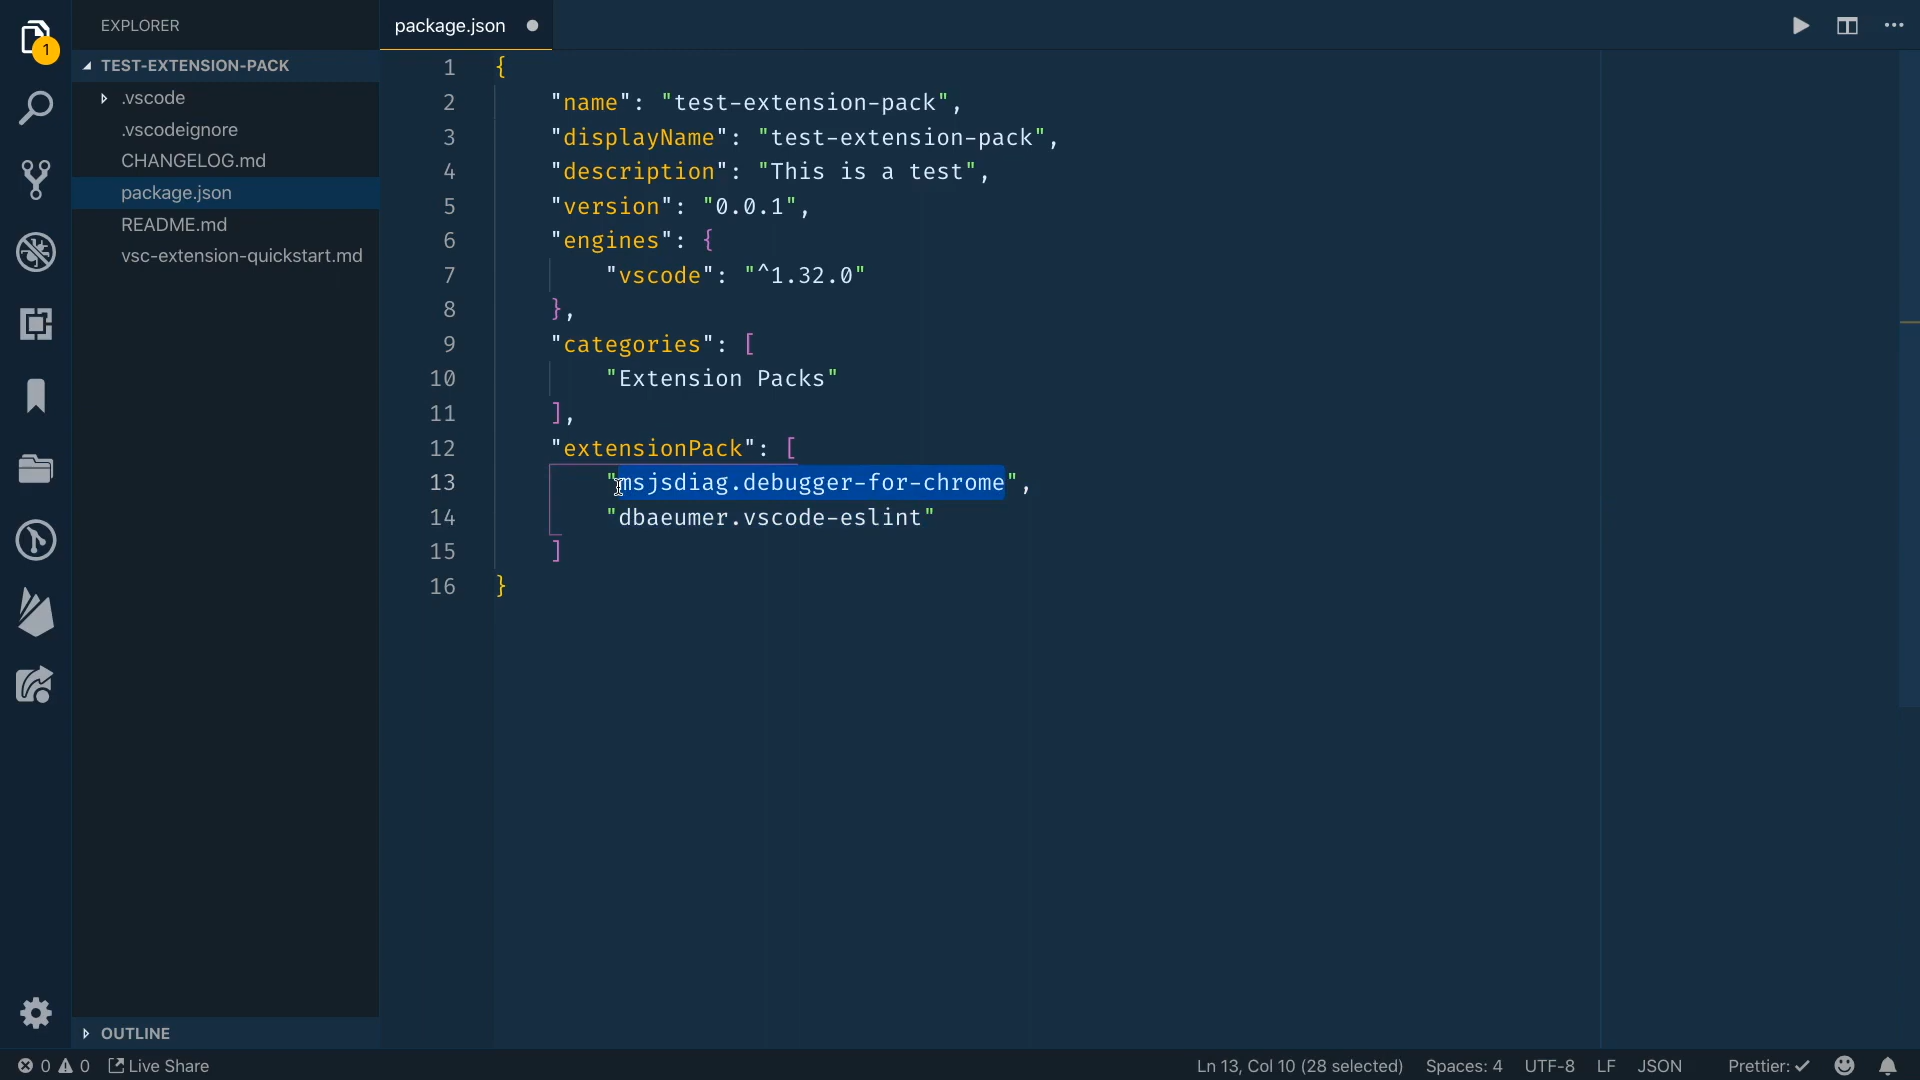 EXPLORER
package.json
1
TEST-EXTENSION-PACK
.vscode
.vscodeignore
CHANGELOG.md
package.json
README.md
vsc-extension-quickstart.md
1 {
2 "name": "test-extension-pack",
3 "displayName": "test-extension-pack",
4 "description": "This is a test",
5 "version": "0.0.1",
6 "engines": {
7 "vscode": "^1.32.0"
8 },
9 "categories": [
10 "Extension Packs"
11 ],
12 "extensionPack": [
13 "msjsdiag.debugger-for-chrome",
14 "dbaeumer.vscode-eslint"
15 ]
16 }
OUTLINE
0 0 Live Share Ln 13, Col 10 (28 selected) Spaces: 4 UTF-8 LF JSON Prettier: ✓